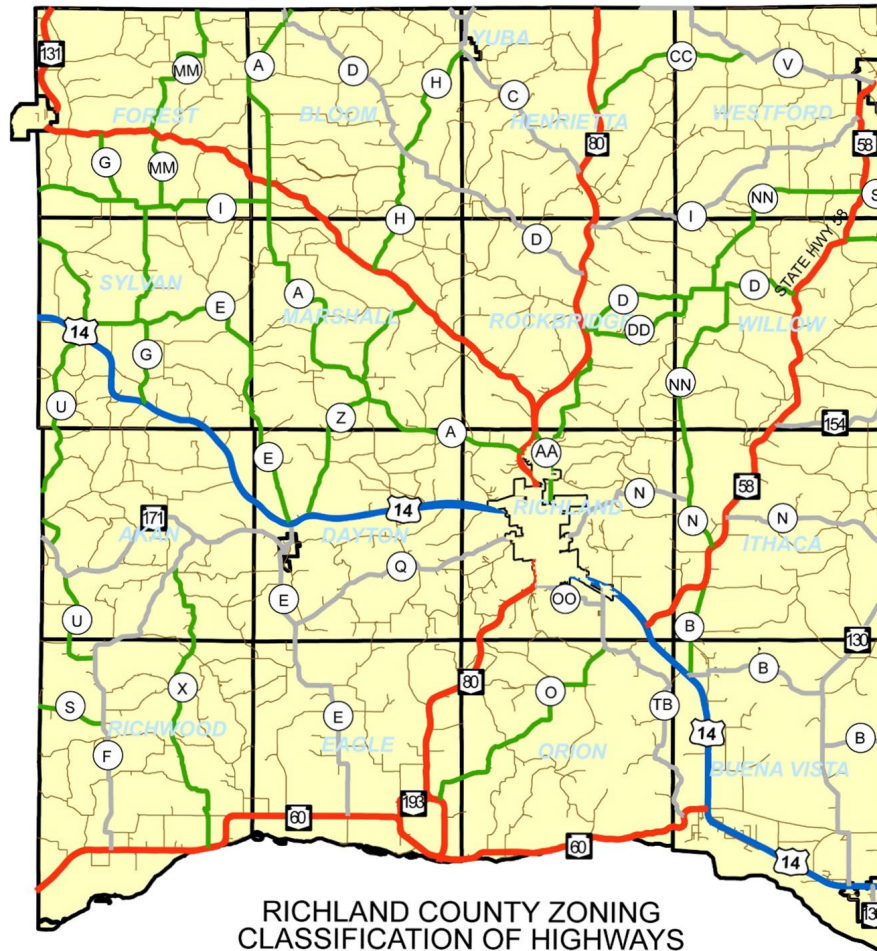 YUBA
131
MM
A
D
H
CC
V
C
FOREST
BLOOM
HENRIETTA
WESTFORD
80
58
G
MM
I
NN
S
H
I
D
STATE HWY 58
SYLVAN
E
A
MARSHALL
ROCKBRIDGE
D
D
WILLOW
14
DD
G
U
Z
NN
A
154
E
AA
58
N
RICHLAND
171
14
N
N
AKAN
DAYTON
ITHACA
Q
E
OO
U
B
130
B
X
80
O
S
TB
E
RICHWOOD
14
B
F
EAGLE
ORION
BUENA VISTA
193
60
60
14
RICHLAND COUNTY ZONING
CLASSIFICATION OF HIGHWAYS